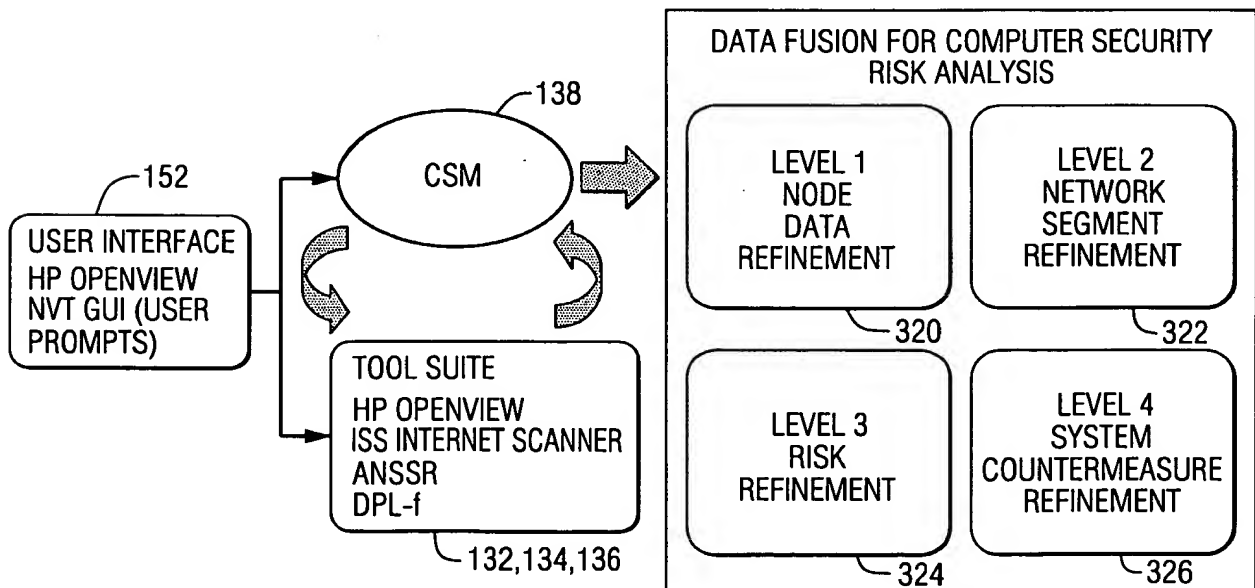 152
USER INTERFACE
HP OPENVIEW
NVT GUI (USER
PROMPTS)
138
CSM
TOOL SUITE
HP OPENVIEW
ISS INTERNET SCANNER
ANSSR
DPL-f
132,134,136
DATA FUSION FOR COMPUTER SECURITY
RISK ANALYSIS
LEVEL 1
NODE
DATA
REFINEMENT
320
LEVEL 2
NETWORK
SEGMENT
REFINEMENT
322
LEVEL 3
RISK
REFINEMENT
324
LEVEL 4
SYSTEM
COUNTERMEASURE
REFINEMENT
326